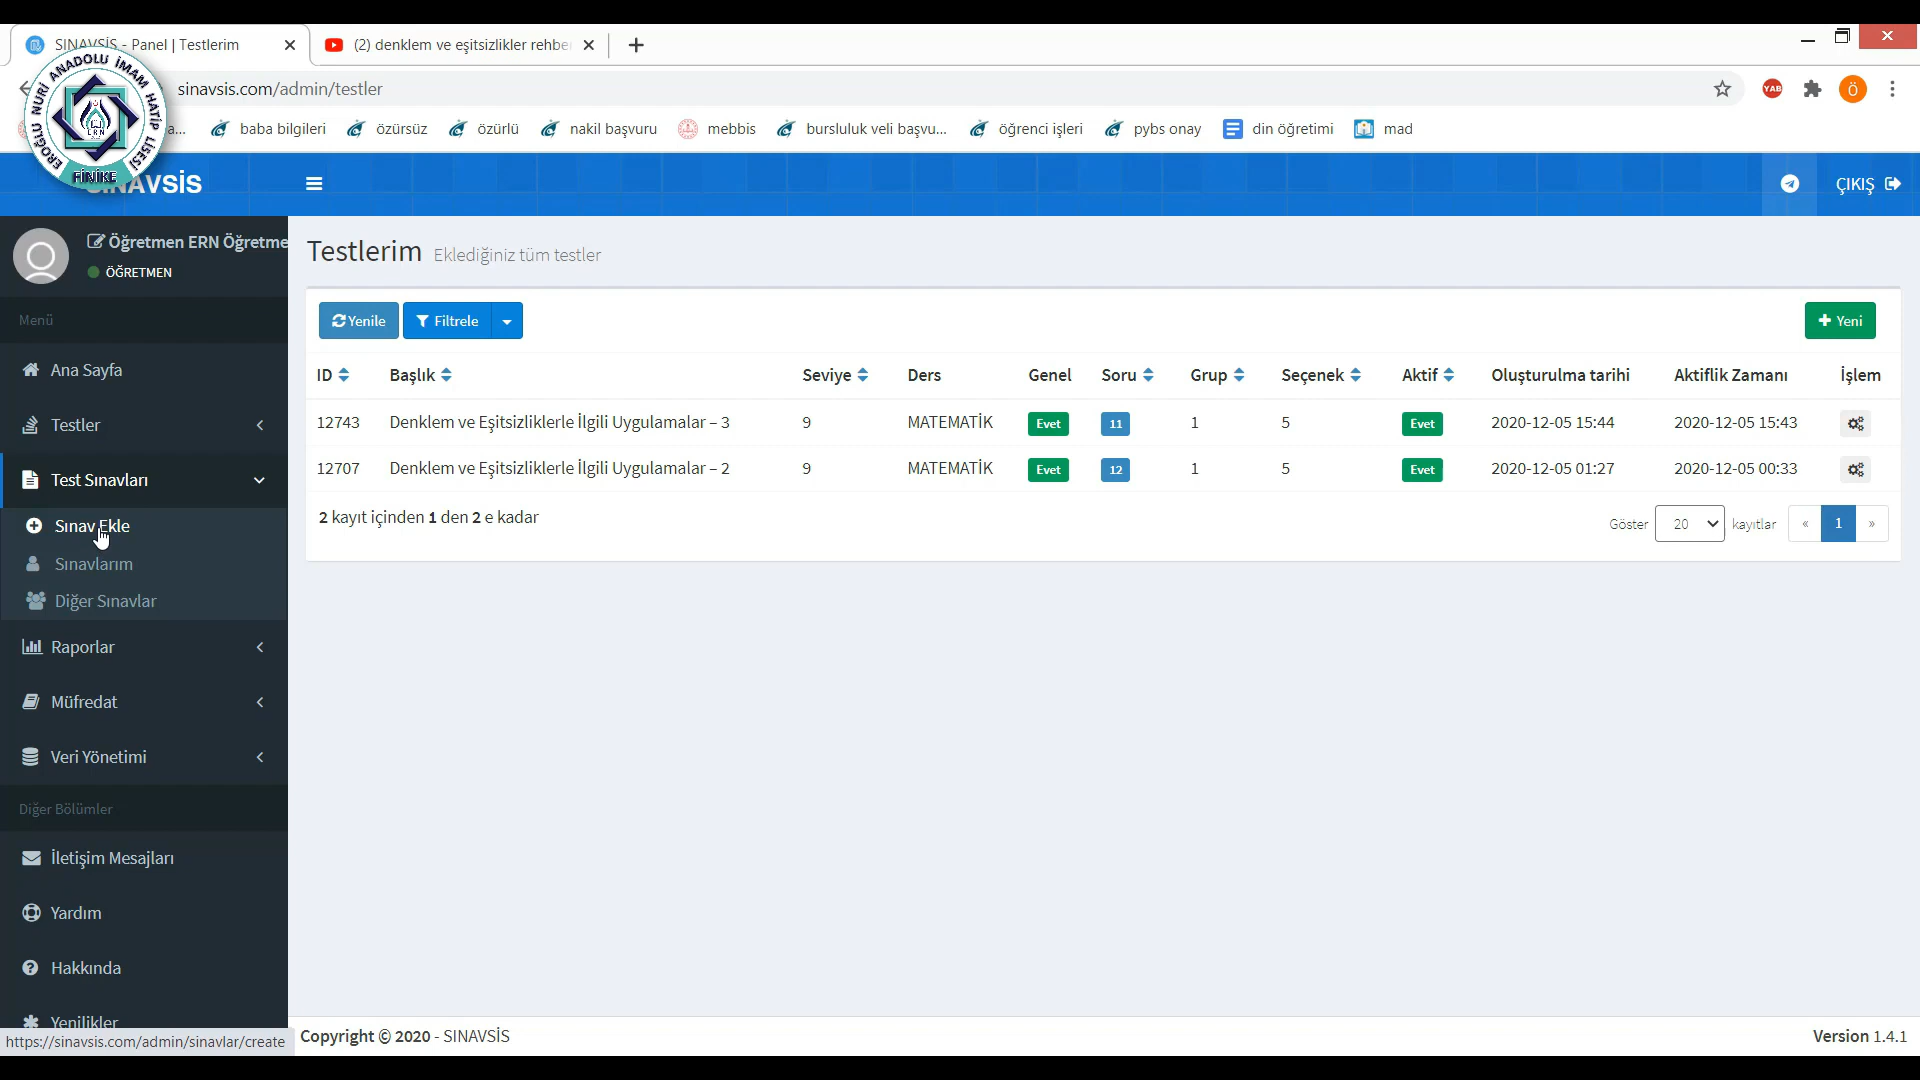 SINAVSİS - Panel | Testlerim
(2) denklem ve eşitsizlikler rehbe
sinavsis.com/admin/testler
YAB
Ö
a...
baba bilgileri
özürsüz
özürlü
nakil başvuru
mebbis
bursluluk veli başvu...
öğrenci işleri
pybs onay
din öğretimi
mad
EROĞLU NURİ ANADOLU İMAM HATİP LİSESİ
ERN
FİNİKE
SINAVSİS
ÇIKIŞ
Öğretmen ERN Öğretme
ÖĞRETMEN
Menü
Ana Sayfa
Testler
Test Sınavları
Sınav Ekle
Sınavlarım
Diğer Sınavlar
Raporlar
Müfredat
Veri Yönetimi
Diğer Bölümler
İletişim Mesajları
Yardım
Hakkında
Yenilikler
https://sinavsis.com/admin/sinavlar/create
Testlerim Eklediğiniz tüm testler
Yenile Filtrele Yeni
ID Başlık Seviye Ders Genel Soru Grup Seçenek Aktif Oluşturulma tarihi Aktiflik Zamanı İşlem
12743 Denklem ve Eşitsizliklerle İlgili Uygulamalar – 3 9 MATEMATİK Evet 11 1 5 Evet 2020-12-05 15:44 2020-12-05 15:43
12707 Denklem ve Eşitsizliklerle İlgili Uygulamalar – 2 9 MATEMATİK Evet 12 1 5 Evet 2020-12-05 01:27 2020-12-05 00:33
2 kayıt içinden 1 den 2 e kadar
Göster 20 kayıtlar « 1 »
Copyright © 2020 - SINAVSİS
Version 1.4.1